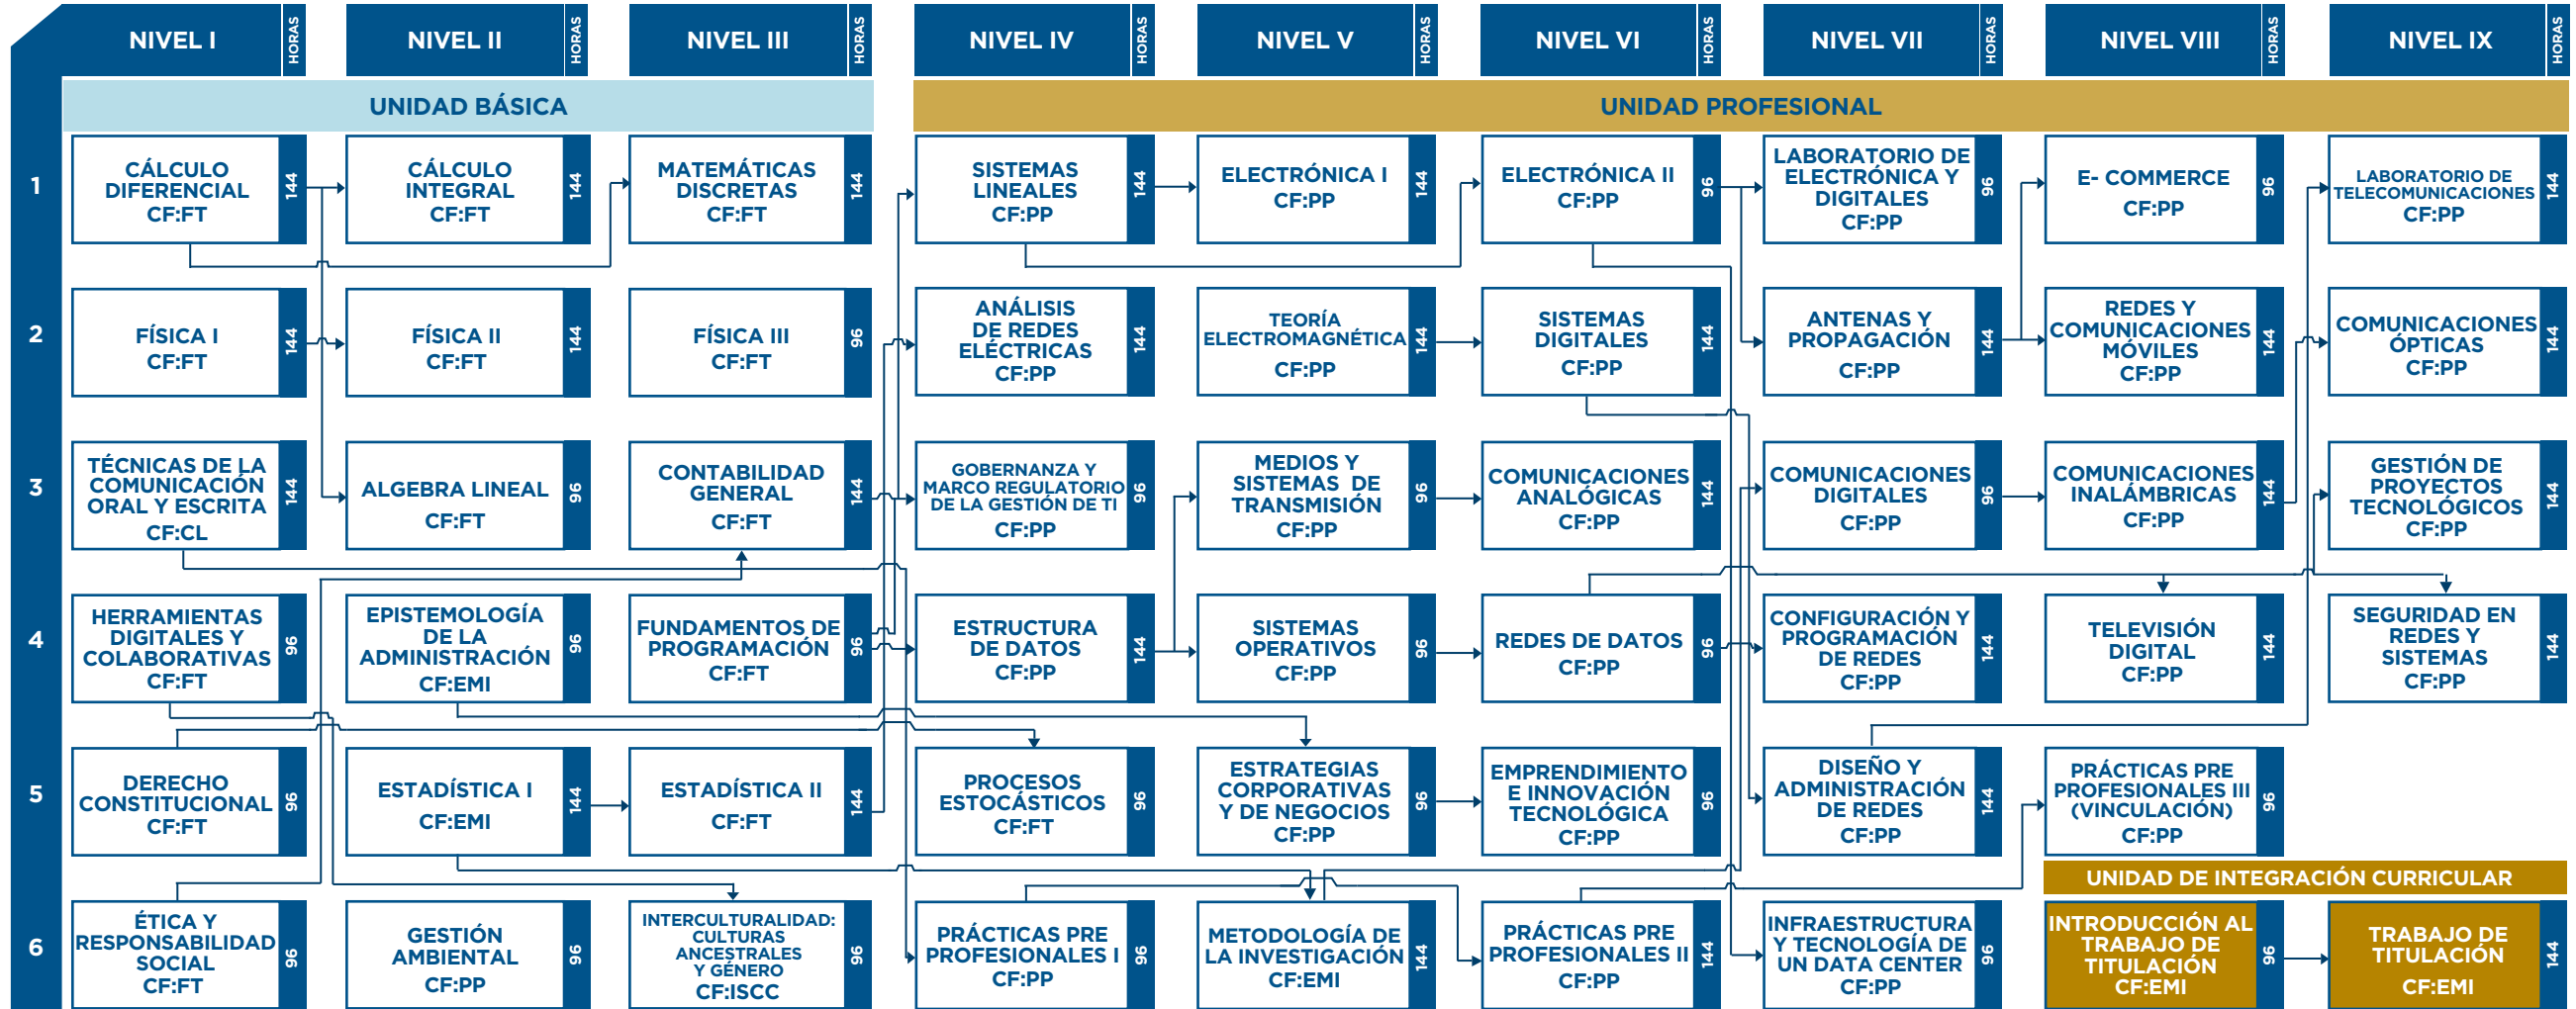 NIVEL I
HORAS
NIVEL II
HORAS
NIVEL III
HORAS
NIVEL IV
HORAS
NIVEL V
HORAS
NIVEL VI
HORAS
NIVEL VII
HORAS
NIVEL VIII
HORAS
NIVEL IX
HORAS
UNIDAD BÁSICA
UNIDAD PROFESIONAL
1
CÁLCULO
DIFERENCIAL
CF:FT
144
CÁLCULO
INTEGRAL
CF:FT
144
MATEMÁTICAS
DISCRETAS
CF:FT
144
SISTEMAS
LINEALES
CF:PP
144
ELECTRÓNICA I
CF:PP
144
ELECTRÓNICA II
CF:PP
96
LABORATORIO DE
ELECTRÓNICA Y
DIGITALES
CF:PP
96
E- COMMERCE
CF:PP
96
LABORATORIO DE
TELECOMUNICACIONES
CF:PP
144
2
FÍSICA I
CF:FT
144
FÍSICA II
CF:FT
144
FÍSICA III
CF:FT
96
ANÁLISIS
DE REDES
ELÉCTRICAS
CF:PP
144
TEORÍA
ELECTROMAGNÉTICA
CF:PP
144
SISTEMAS
DIGITALES
CF:PP
144
ANTENAS Y
PROPAGACIÓN
CF:PP
144
REDES Y
COMUNICACIONES
MÓVILES
CF:PP
144
COMUNICACIONES
ÓPTICAS
CF:PP
144
3
TÉCNICAS DE LA
COMUNICACIÓN
ORAL Y ESCRITA
CF:CL
144
ALGEBRA LINEAL
CF:FT
96
CONTABILIDAD
GENERAL
CF:FT
144
GOBERNANZA Y
MARCO REGULATORIO
DE LA GESTIÓN DE TI
CF:PP
96
MEDIOS Y
SISTEMAS DE
TRANSMISIÓN
CF:PP
96
COMUNICACIONES
ANALÓGICAS
CF:PP
144
COMUNICACIONES
DIGITALES
CF:PP
96
COMUNICACIONES
INALÁMBRICAS
CF:PP
144
GESTIÓN DE
PROYECTOS
TECNOLÓGICOS
CF:PP
144
4
HERRAMIENTAS
DIGITALES Y
COLABORATIVAS
CF:FT
96
EPISTEMOLOGÍA
DE LA
ADMINISTRACIÓN
CF:EMI
96
FUNDAMENTOS DE
PROGRAMACIÓN
CF:FT
96
ESTRUCTURA
DE DATOS
CF:PP
144
SISTEMAS
OPERATIVOS
CF:PP
96
REDES DE DATOS
CF:PP
96
CONFIGURACIÓN Y
PROGRAMACIÓN
DE REDES
CF:PP
144
TELEVISIÓN
DIGITAL
CF:PP
144
SEGURIDAD EN
REDES Y
SISTEMAS
CF:PP
144
5
DERECHO
CONSTITUCIONAL
CF:FT
96
ESTADÍSTICA I
CF:EMI
144
ESTADÍSTICA II
CF:FT
144
PROCESOS
ESTOCÁSTICOS
CF:FT
96
ESTRATEGIAS
CORPORATIVAS
Y DE NEGOCIOS
CF:PP
96
EMPRENDIMIENTO
E INNOVACIÓN
TECNOLÓGICA
CF:PP
96
DISEÑO Y
ADMINISTRACIÓN
DE REDES
CF:PP
144
PRÁCTICAS PRE
PROFESIONALES III
(VINCULACIÓN)
CF:PP
96
UNIDAD DE INTEGRACIÓN CURRICULAR
6
ÉTICA Y
RESPONSABILIDAD
SOCIAL
CF:FT
96
GESTIÓN
AMBIENTAL
CF:PP
96
INTERCULTURALIDAD:
CULTURAS
ANCESTRALES
Y GÉNERO
CF:ISCC
96
PRÁCTICAS PRE
PROFESIONALES I
CF:PP
96
METODOLOGÍA DE
LA INVESTIGACIÓN
CF:EMI
144
PRÁCTICAS PRE
PROFESIONALES II
CF:PP
144
INFRAESTRUCTURA
Y TECNOLOGÍA DE
UN DATA CENTER
CF:PP
96
INTRODUCCIÓN AL
TRABAJO DE
TITULACIÓN
CF:EMI
96
TRABAJO DE
TITULACIÓN
CF:EMI
144